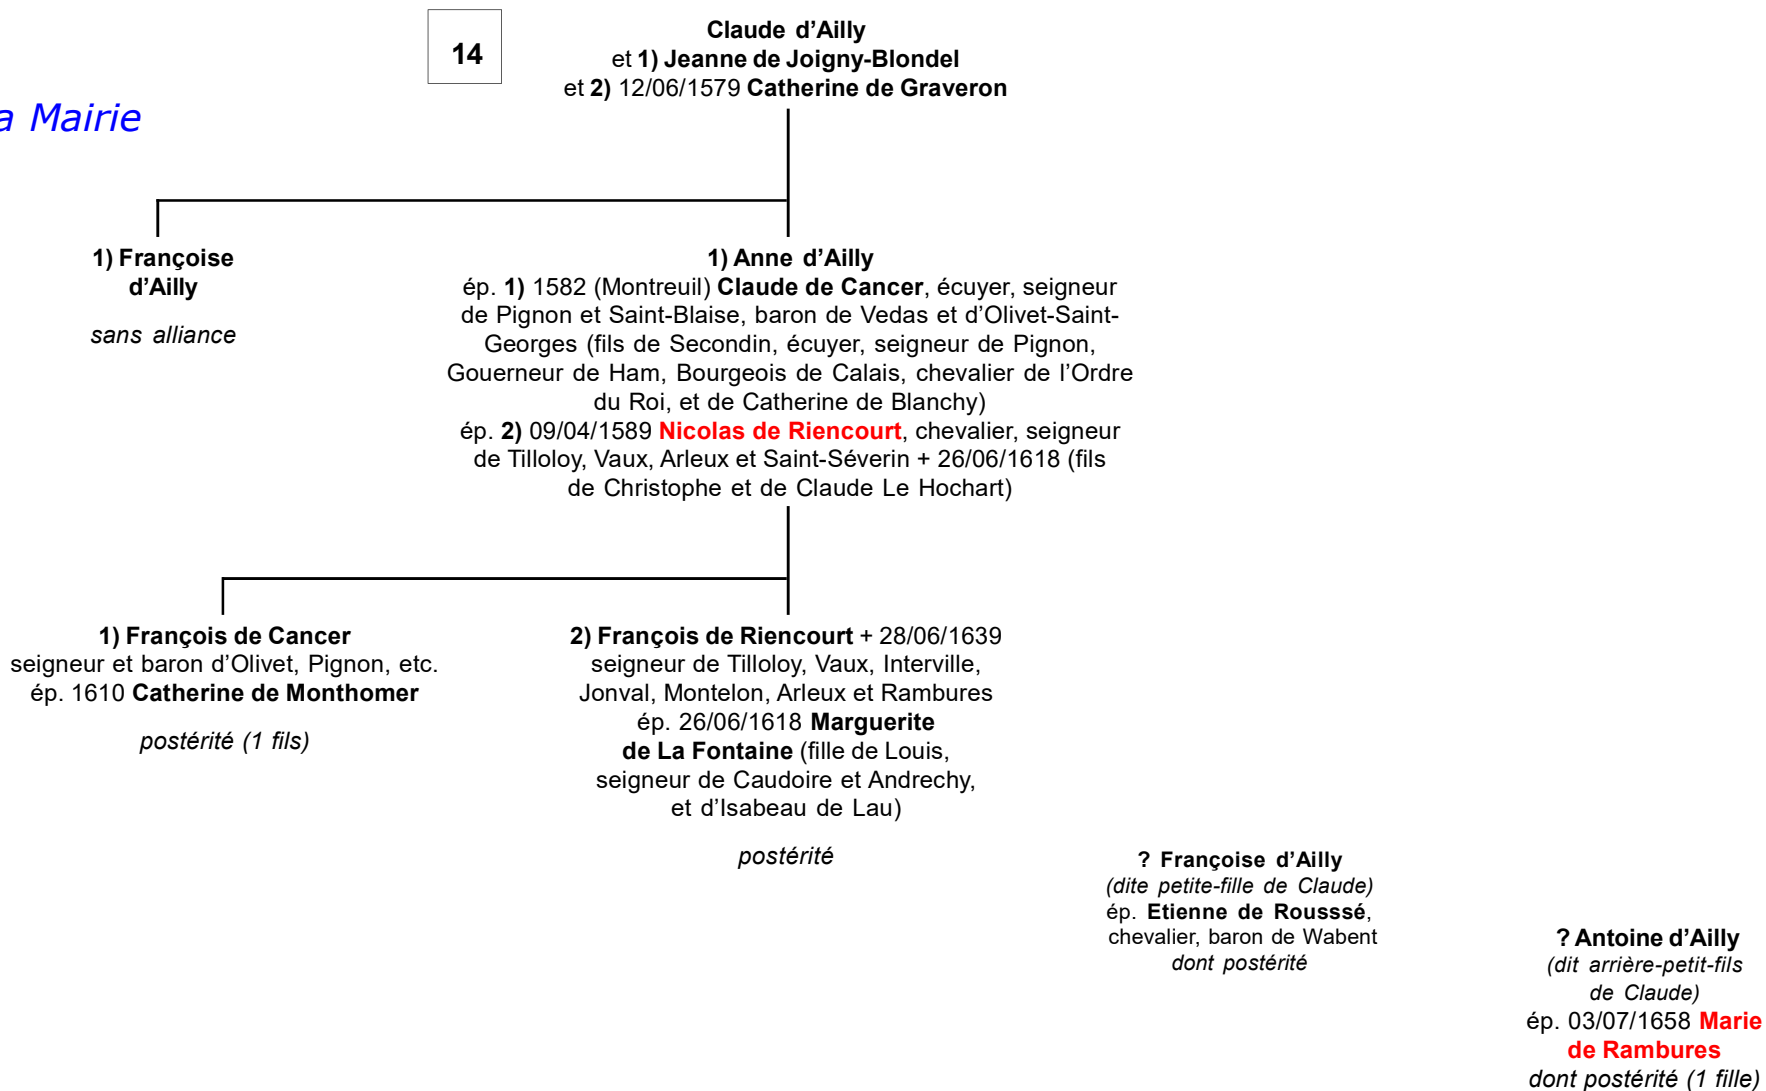 14
Claude d’Ailly
et 1) Jeanne de Joigny-Blondel
et 2) 12/06/1579 Catherine de Graveron
a Mairie
1) Françoise
d’Ailly
sans alliance
1) Anne d’Ailly
ép. 1) 1582 (Montreuil) Claude de Cancer, écuyer, seigneur
de Pignon et Saint-Blaise, baron de Vedas et d’Olivet-Saint-
Georges (fils de Secondin, écuyer, seigneur de Pignon,
Gouerneur de Ham, Bourgeois de Calais, chevalier de l’Ordre
du Roi, et de Catherine de Blanchy)
ép. 2) 09/04/1589 Nicolas de Riencourt, chevalier, seigneur
de Tilloloy, Vaux, Arleux et Saint-Séverin + 26/06/1618 (fils
de Christophe et de Claude Le Hochart)
1) François de Cancer
seigneur et baron d’Olivet, Pignon, etc.
ép. 1610 Catherine de Monthomer
postérité (1 fils)
2) François de Riencourt + 28/06/1639
seigneur de Tilloloy, Vaux, Interville,
Jonval, Montelon, Arleux et Rambures
ép. 26/06/1618 Marguerite
de La Fontaine (fille de Louis,
seigneur de Caudoire et Andrechy,
et d’Isabeau de Lau)
postérité
? Françoise d’Ailly
(dite petite-fille de Claude)
ép. Etienne de Rousssé,
chevalier, baron de Wabent
dont postérité
? Antoine d’Ailly
(dit arrière-petit-fils
de Claude)
ép. 03/07/1658 Marie
de Rambures
dont postérité (1 fille)